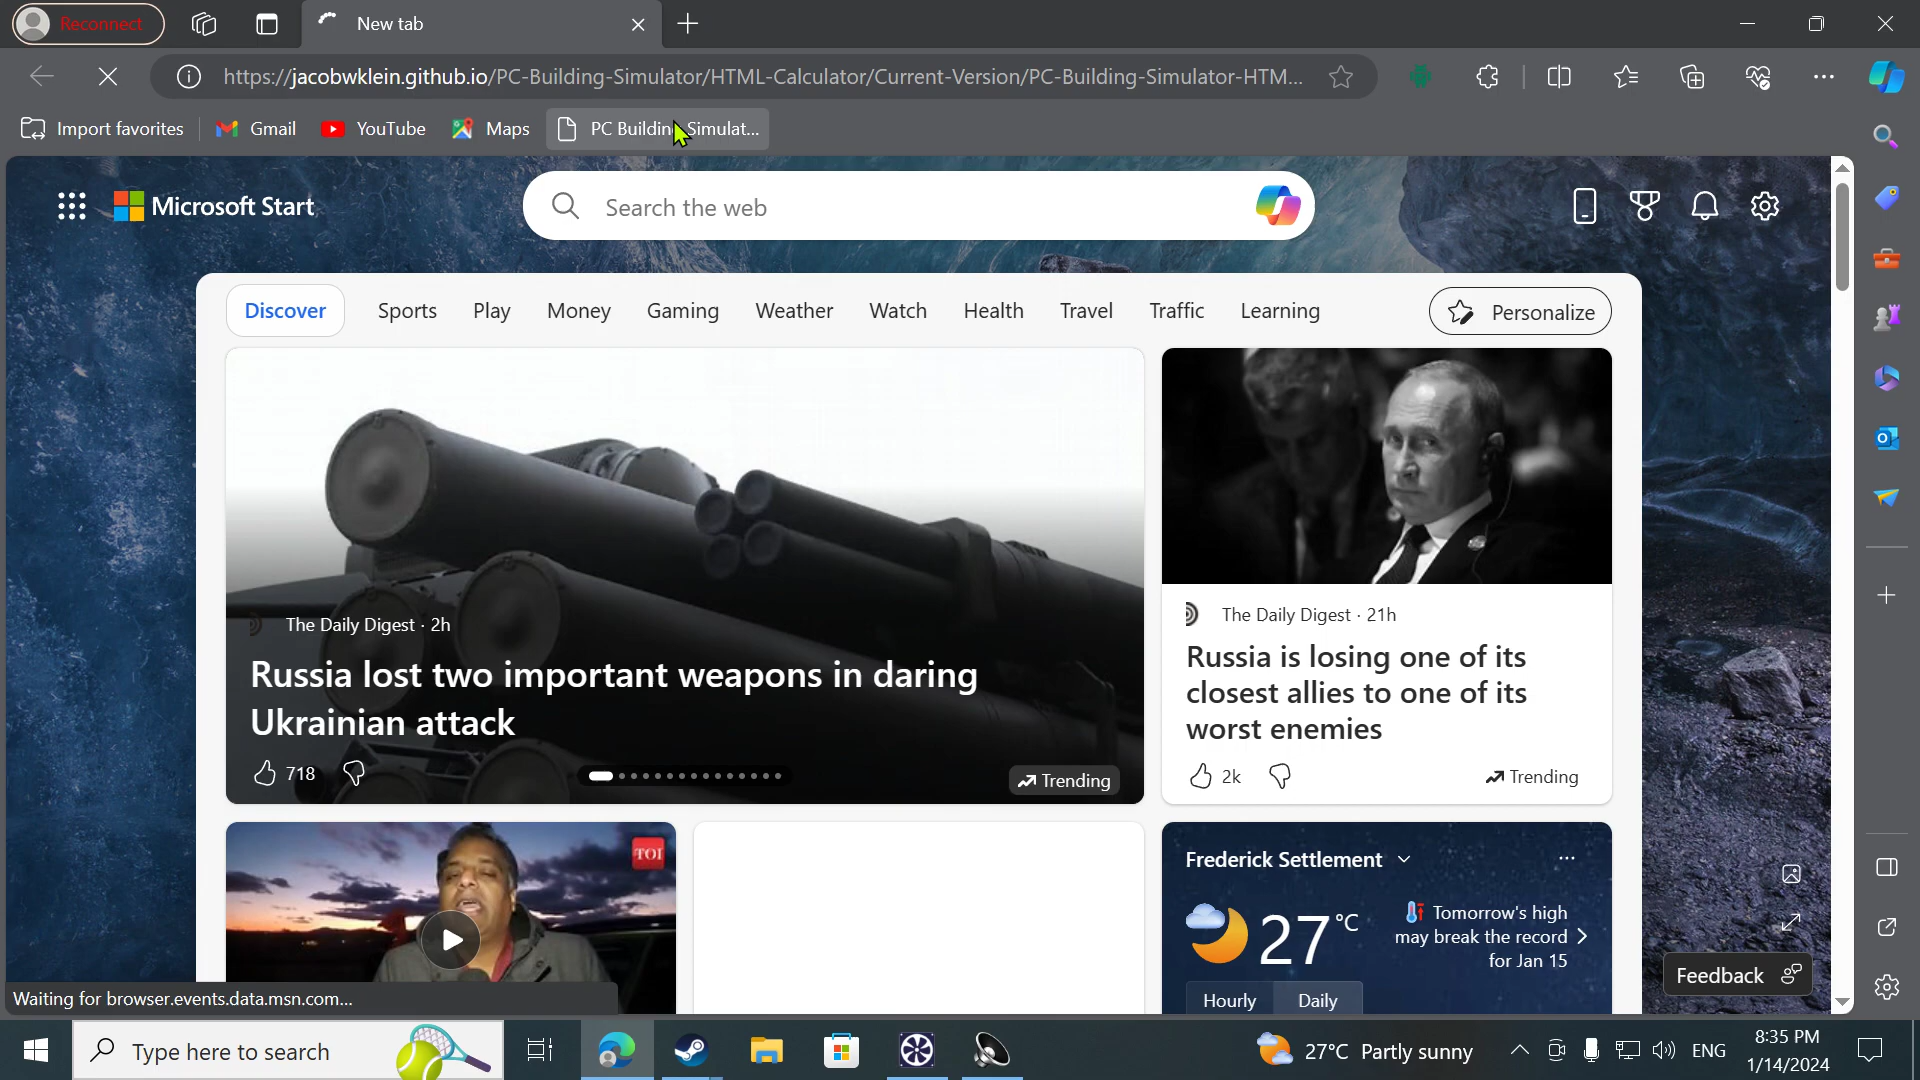 Reconnect
New tab
https://jacobwklein.github.io/PC-Building-Simulator/HTML-Calculator/Current-Version/PC-Building-Simulator-HTM...
Import favorites
Gmail
YouTube
Maps
PC Building Simulat...
Microsoft Start
Search the web
Discover
Sports
Play
Money
Gaming
Weather
Watch
Health
Travel
Traffic
Learning
Personalize
The Daily Digest · 2h
Russia lost two important weapons in daring
Ukrainian attack
718
Trending
The Daily Digest · 21h
Russia is losing one of its
closest allies to one of its
worst enemies
2k
Trending
TOI
Frederick Settlement
27°C
Tomorrow's high
may break the record
for Jan 15
Hourly
Daily
Feedback
Waiting for browser.events.data.msn.com...
Type here to search
27°C Partly sunny
ENG
8:35 PM
1/14/2024